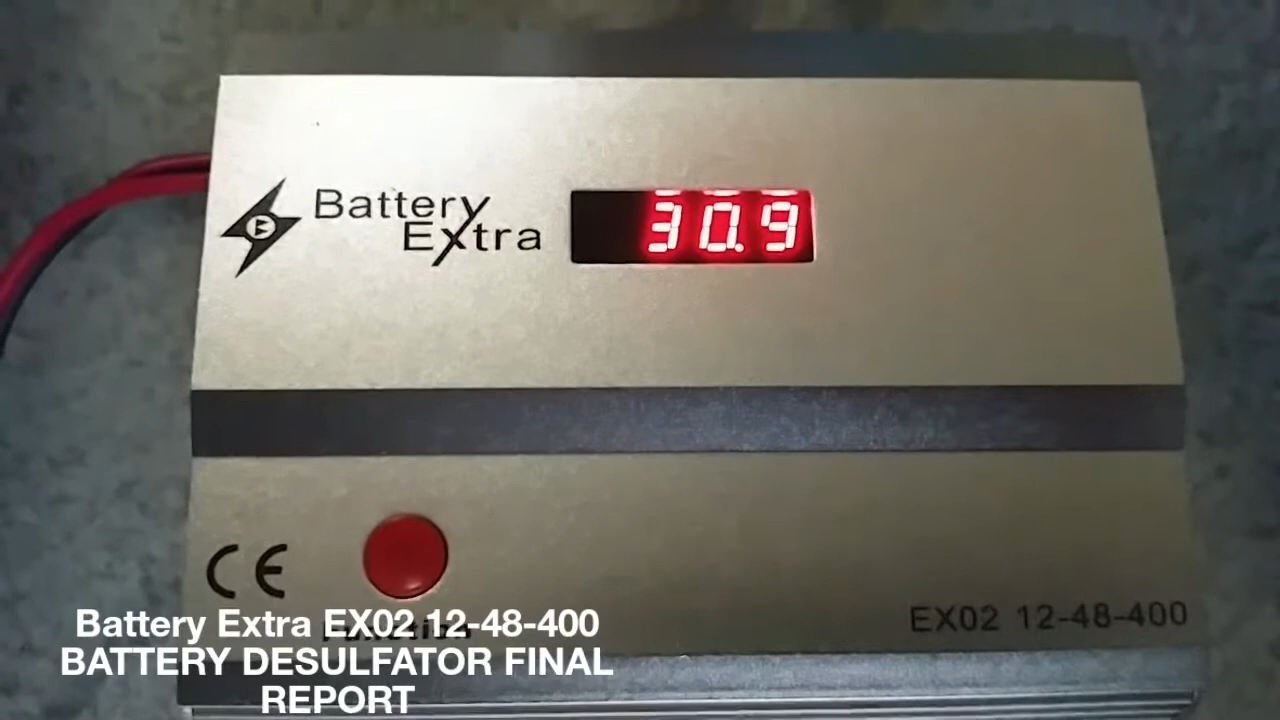 Battery
Extra
30.9
CE
Function
EX02 12-48-400
Battery Extra EX02 12-48-400
BATTERY DESULFATOR FINAL
REPORT